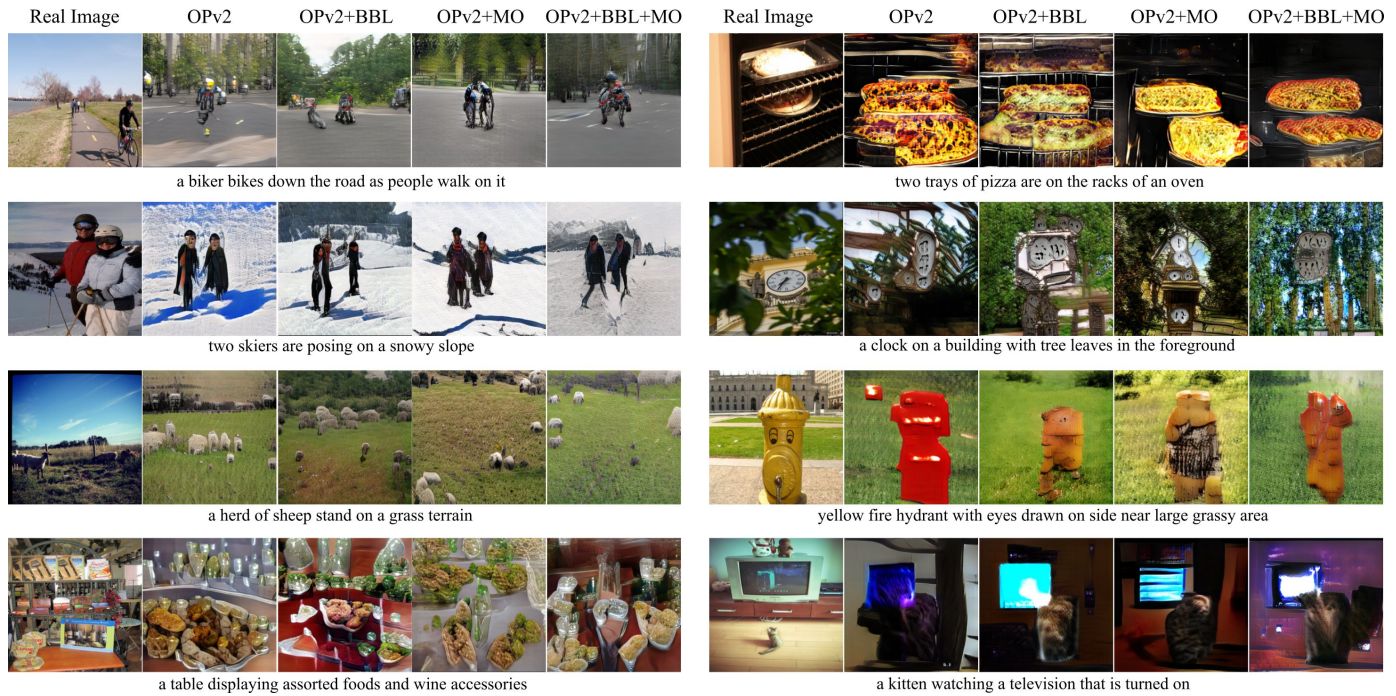 Real Image OPv2 OPv2+BBL OPv2+MO OPv2+BBL+MO
a biker bikes down the road as people walk on it
two skiers are posing on a snowy slope
a herd of sheep stand on a grass terrain
a table displaying assorted foods and wine accessories
Real Image OPv2 OPv2+BBL OPv2+MO OPv2+BBL+MO
two trays of pizza are on the racks of an oven
a clock on a building with tree leaves in the foreground
yellow fire hydrant with eyes drawn on side near large grassy area
a kitten watching a television that is turned on